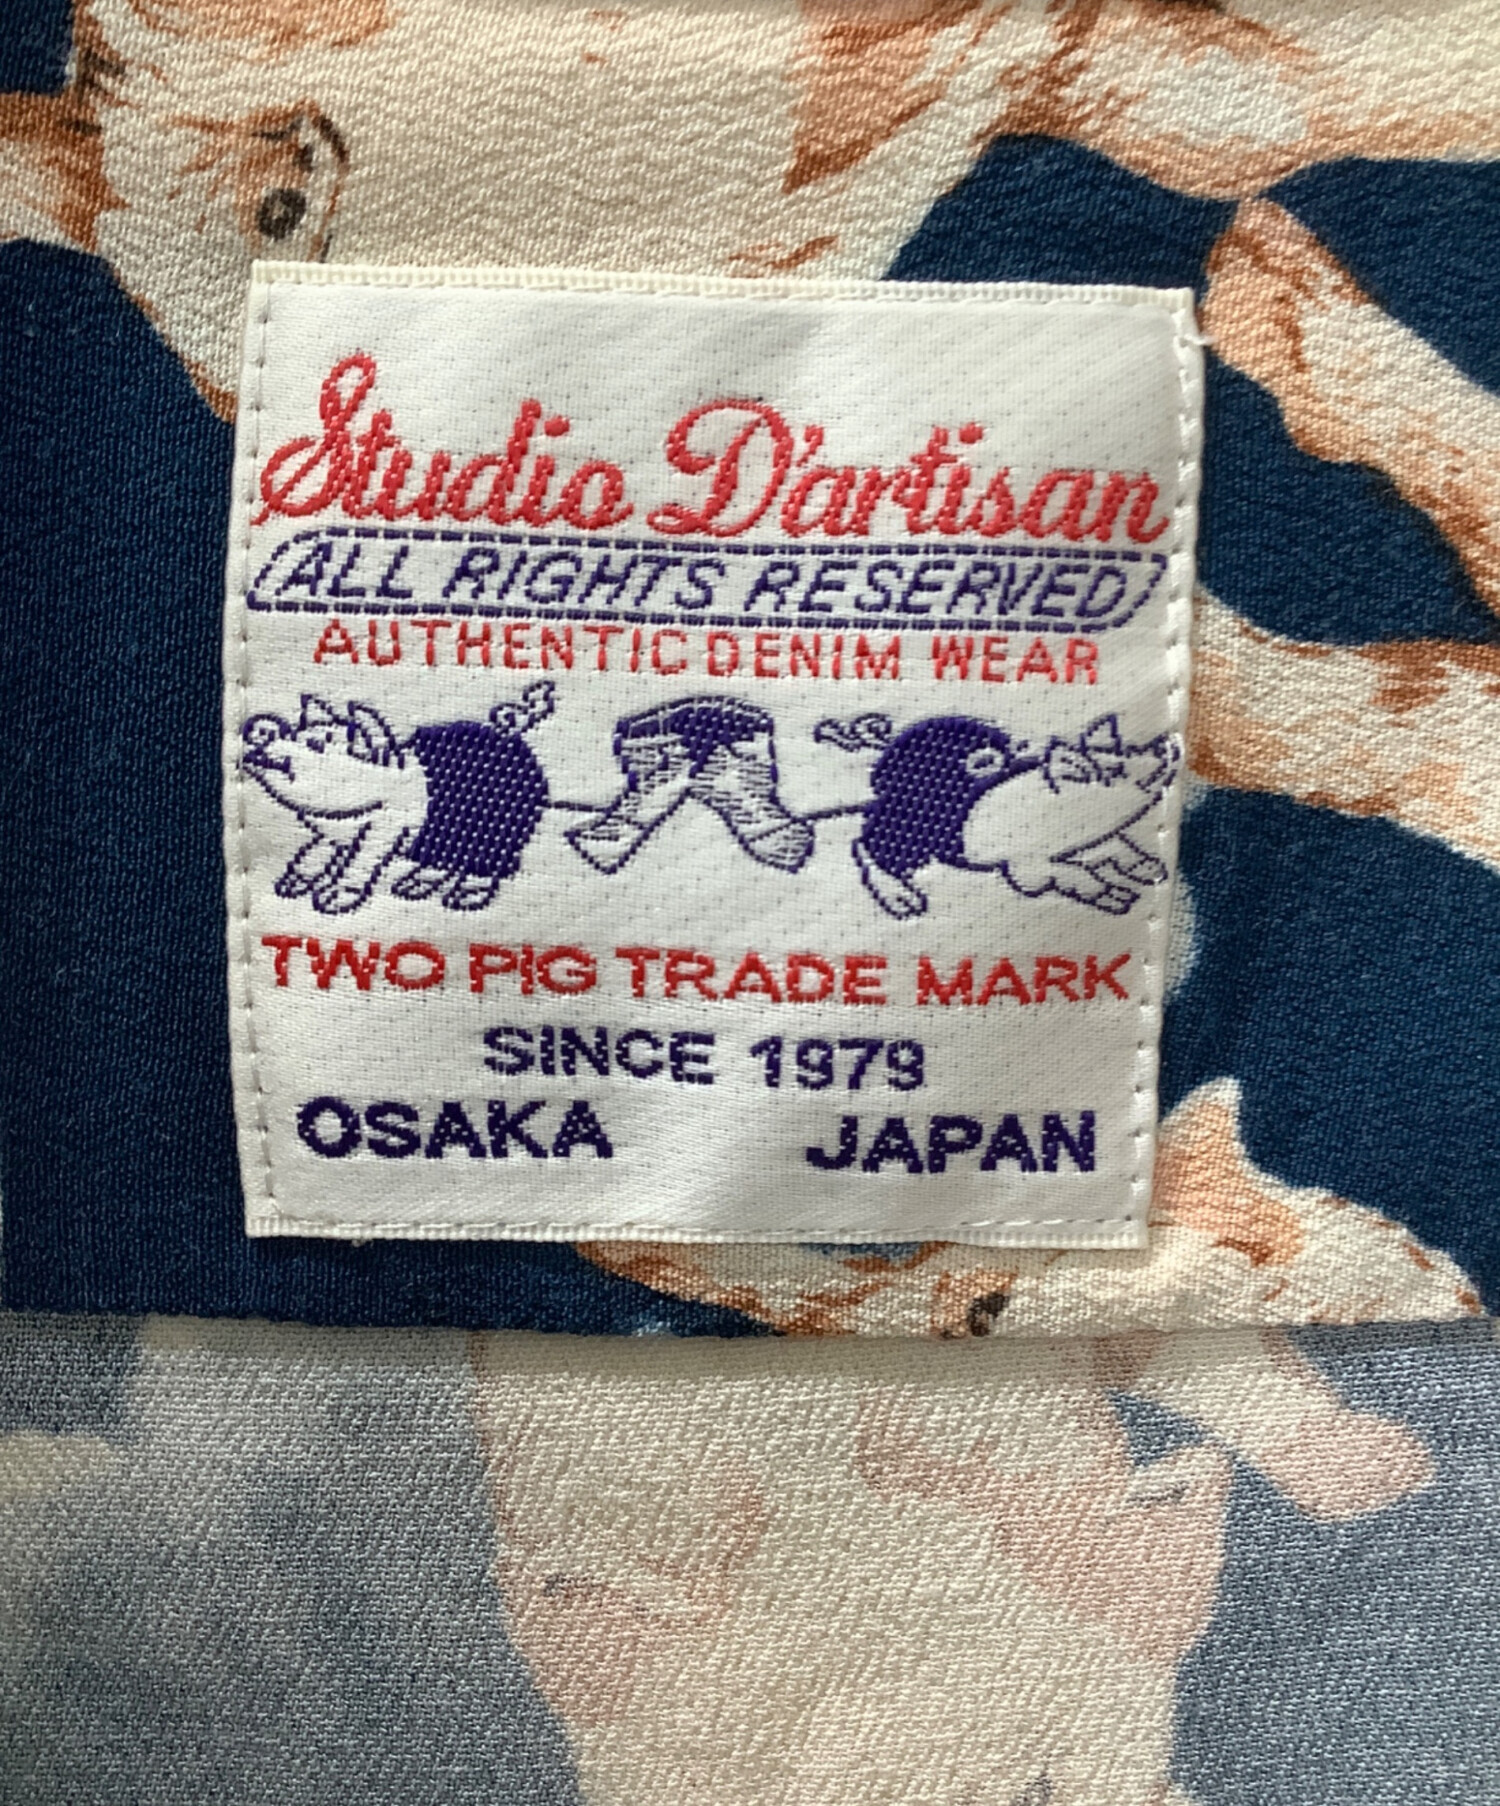 Studio D'artisan
ALL RIGHTS RESERVED
AUTHENTIC DENIM WEAR
TWO PIG TRADE MARK
SINCE 1979
OSAKA JAPAN